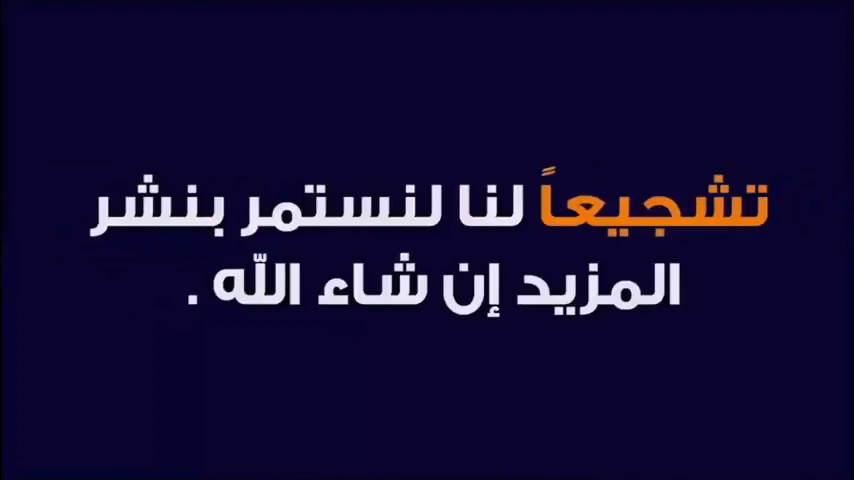 تشجيعاً لنا لنستمر بنشر
المزيد إن شاء الله .